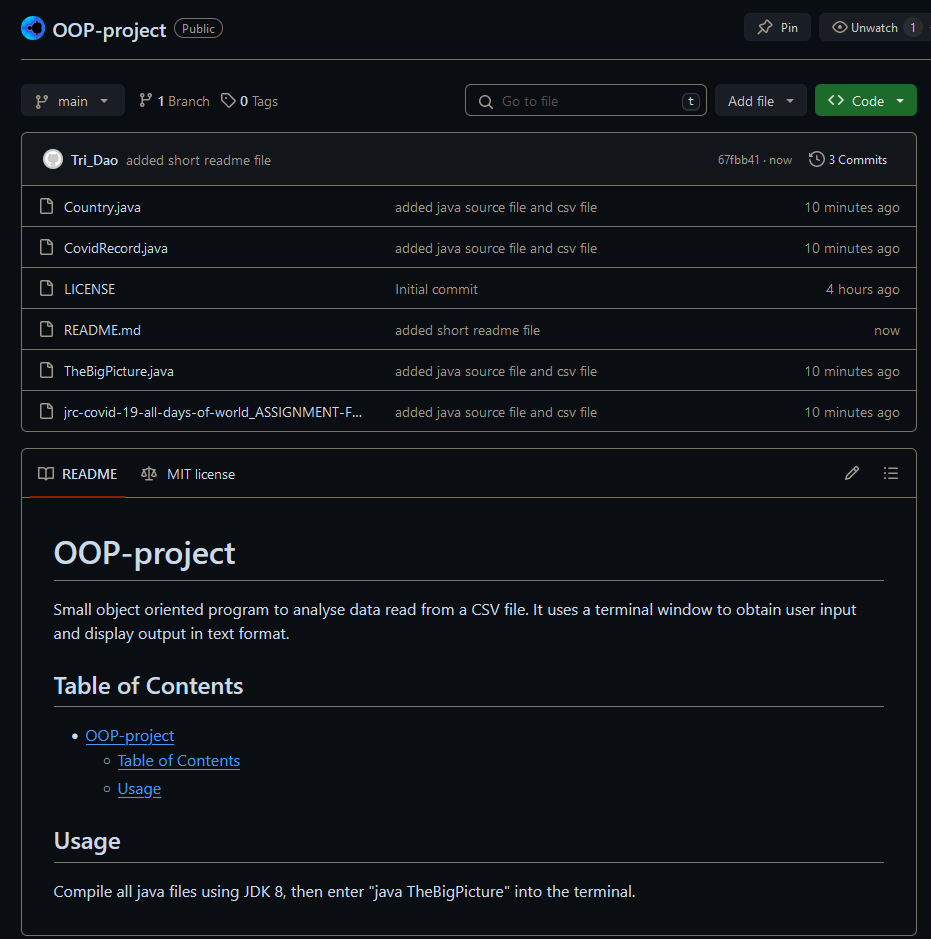 OOP-project Public Pin Unwatch 1
main 1 Branch 0 Tags Go to file t Add file Code
Tri_Dao added short readme file 67fbb41 · now 3 Commits
Country.java added java source file and csv file 10 minutes ago
CovidRecord.java added java source file and csv file 10 minutes ago
LICENSE Initial commit 4 hours ago
README.md added short readme file now
TheBigPicture.java added java source file and csv file 10 minutes ago
jrc-covid-19-all-days-of-world_ASSIGNMENT-F... added java source file and csv file 10 minutes ago
README MIT license
OOP-project
Small object oriented program to analyse data read from a CSV file. It uses a terminal window to obtain user input
and display output in text format.
Table of Contents
OOP-project
Table of Contents
Usage
Usage
Compile all java files using JDK 8, then enter "java TheBigPicture" into the terminal.